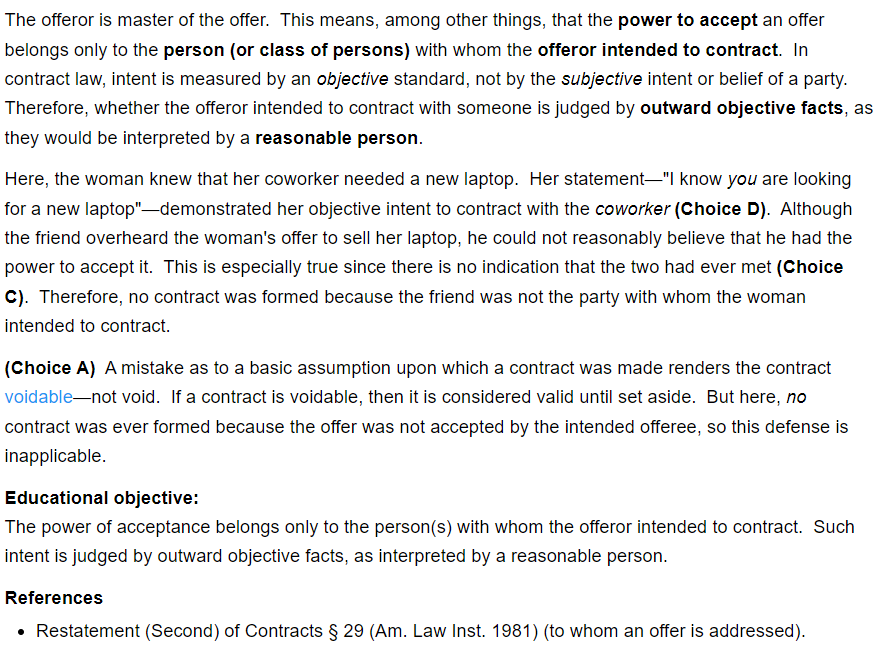 The offeror is master of the offer.  This means, among other things, that the power to accept an offer
belongs only to the person (or class of persons) with whom the offeror intended to contract.  In
contract law, intent is measured by an objective standard, not by the subjective intent or belief of a party.
Therefore, whether the offeror intended to contract with someone is judged by outward objective facts, as
they would be interpreted by a reasonable person.
Here, the woman knew that her coworker needed a new laptop.  Her statement—"I know you are looking
for a new laptop"—demonstrated her objective intent to contract with the coworker (Choice D).  Although
the friend overheard the woman's offer to sell her laptop, he could not reasonably believe that he had the
power to accept it.  This is especially true since there is no indication that the two had ever met (Choice
C).  Therefore, no contract was formed because the friend was not the party with whom the woman
intended to contract.
(Choice A)  A mistake as to a basic assumption upon which a contract was made renders the contract
voidable—not void.  If a contract is voidable, then it is considered valid until set aside.  But here, no
contract was ever formed because the offer was not accepted by the intended offeree, so this defense is
inapplicable.
Educational objective:
The power of acceptance belongs only to the person(s) with whom the offeror intended to contract.  Such
intent is judged by outward objective facts, as interpreted by a reasonable person.
References
• Restatement (Second) of Contracts § 29 (Am. Law Inst. 1981) (to whom an offer is addressed).